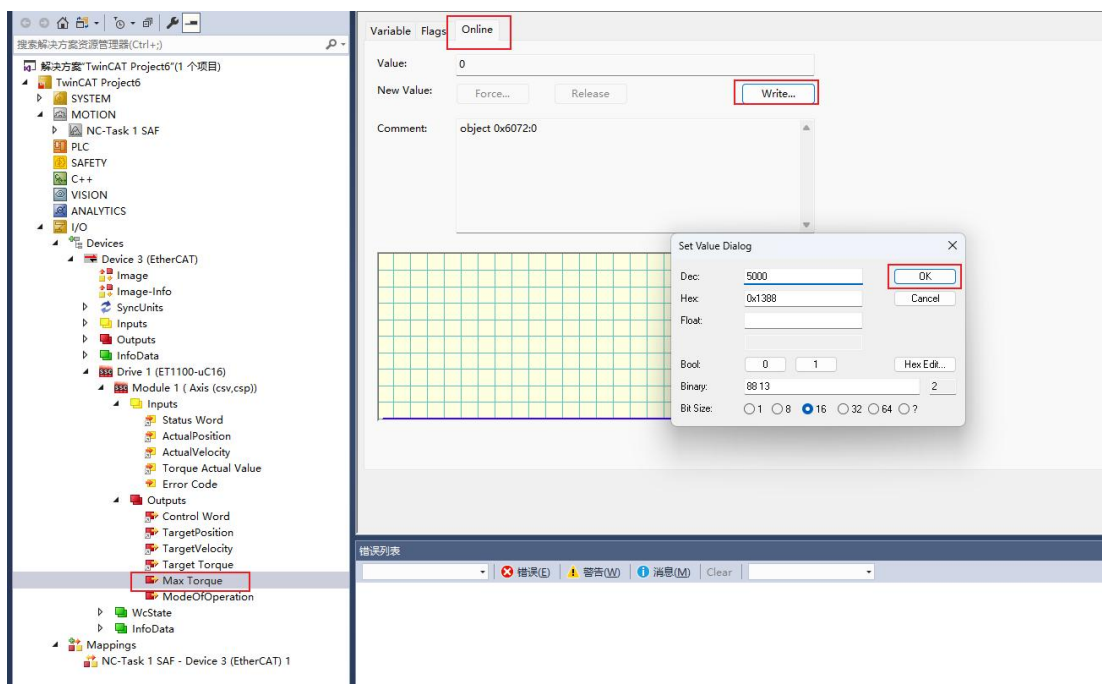 搜索解决方案资源管理器(Ctrl+;)
解决方案"TwinCAT Project6"(1 个项目)
TwinCAT Project6
SYSTEM
MOTION
NC-Task 1 SAF
PLC
SAFETY
C++
VISION
ANALYTICS
I/O
Devices
Device 3 (EtherCAT)
Image
Image-Info
SyncUnits
Inputs
Outputs
InfoData
Drive 1 (ET1100-uC16)
Module 1 ( Axis (csv,csp))
Inputs
Status Word
ActualPosition
ActualVelocity
Torque Actual Value
Error Code
Outputs
Control Word
TargetPosition
TargetVelocity
Target Torque
Max Torque
ModeOfOperation
WcState
InfoData
Mappings
NC-Task 1 SAF - Device 3 (EtherCAT) 1
Variable Flags Online
Value: 0
New Value: Force... Release Write...
Comment: object 0x6072:0
Set Value Dialog
Dec: 5000 OK
Hex: 0x1388 Cancel
Float:
Bool: 0 1 Hex Edit...
Binary: 88 13 2
Bit Size: 1 8 16 32 64 ?
错误列表
错误(E) 警告(W) 消息(M) Clear